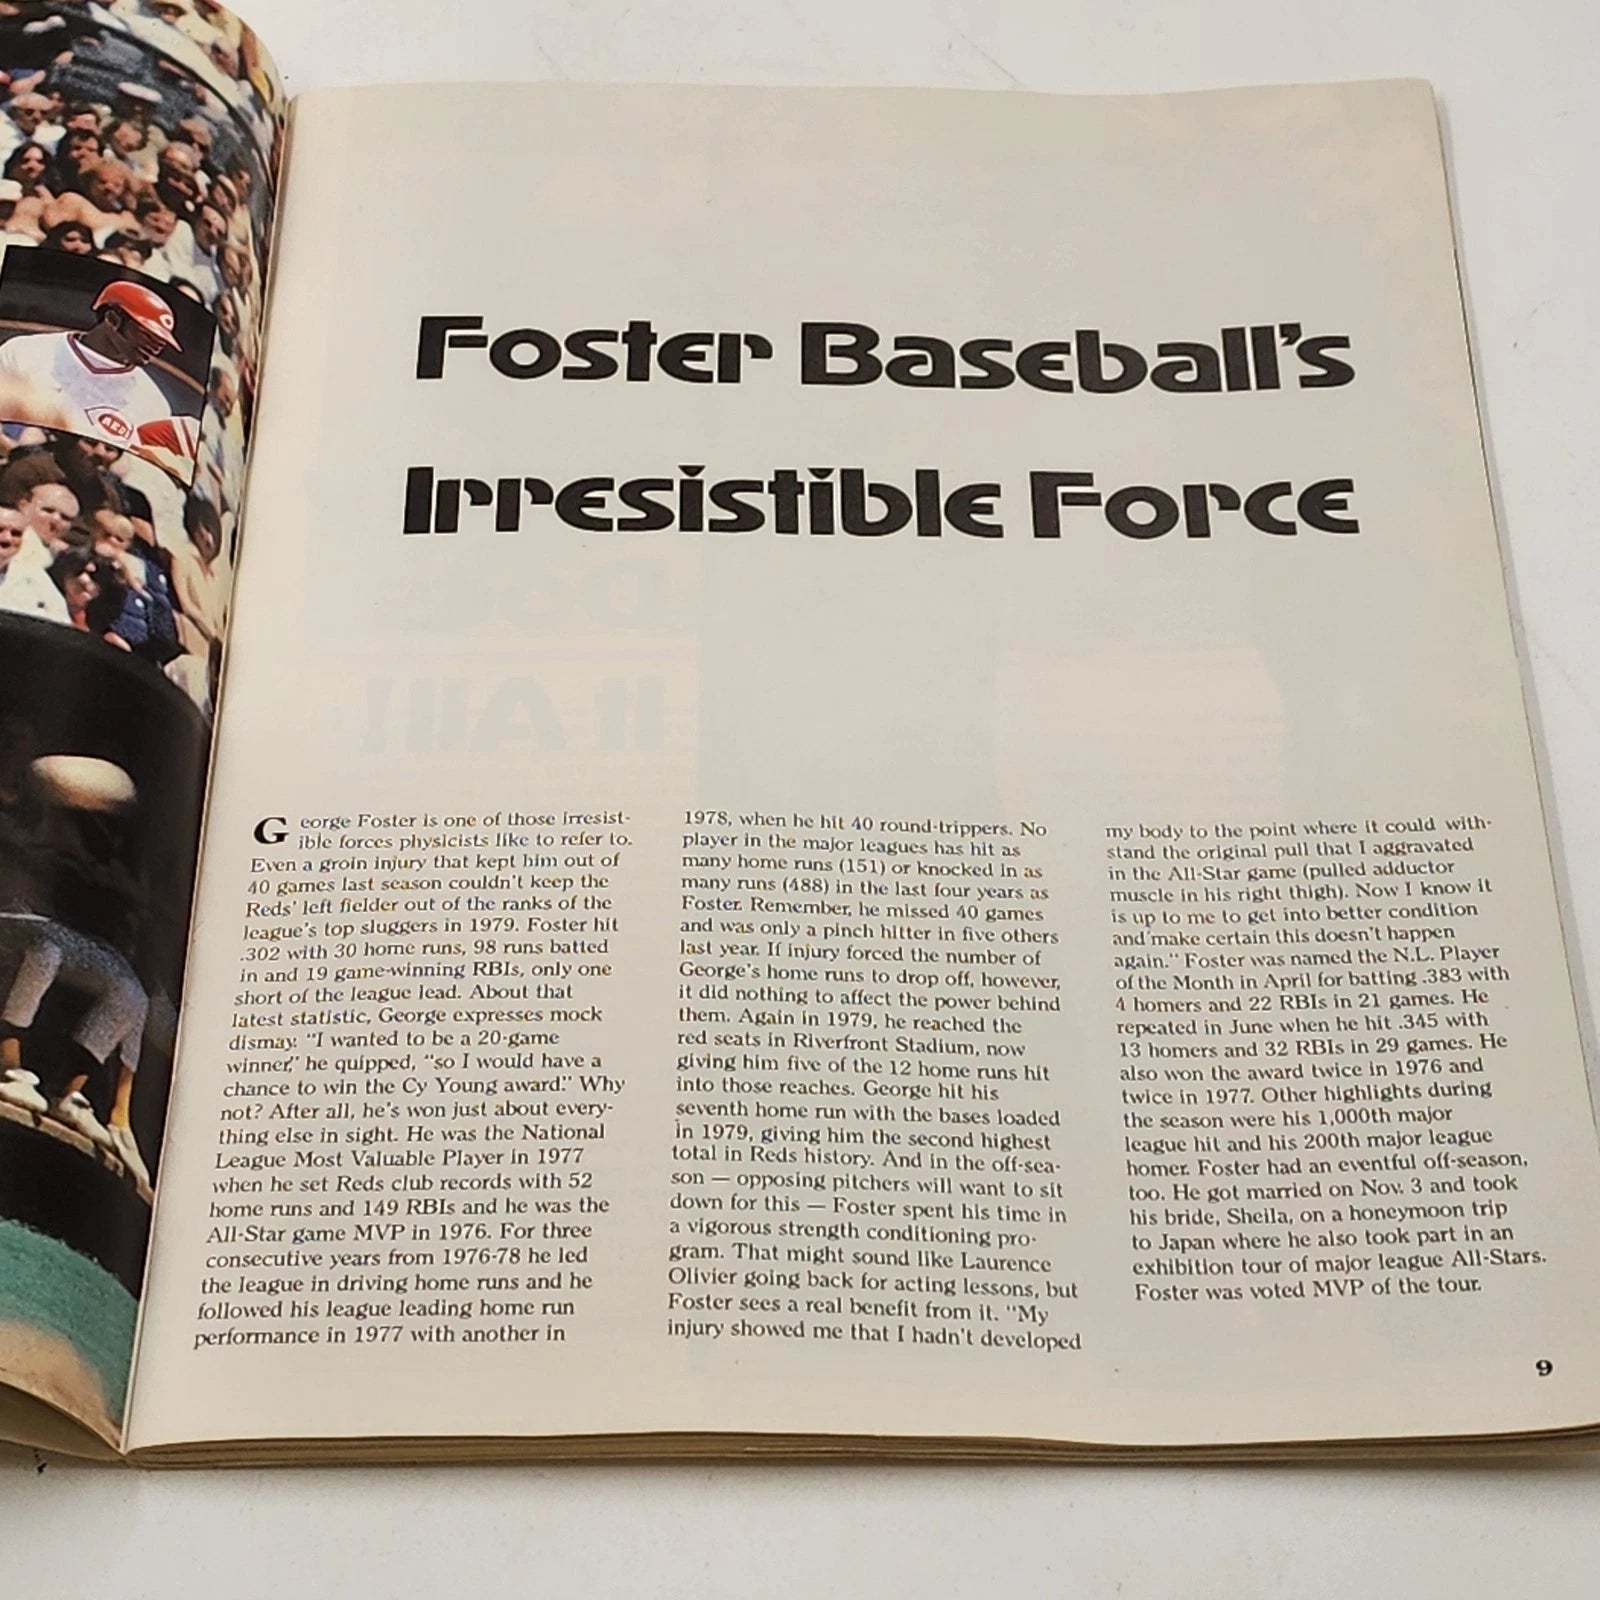 Foster Baseball's
Irresistible Force
George Foster is one of those irresist-
ible forces physicists like to refer to.
Even a groin injury that kept him out of
40 games last season couldn't keep the
Reds' left fielder out of the ranks of the
league's top sluggers in 1979. Foster hit
.302 with 30 home runs, 98 runs batted
in and 19 game-winning RBIs, only one
short of the league lead. About that
latest statistic, George expresses mock
dismay. "I wanted to be a 20-game
winner," he quipped, "so I would have a
chance to win the Cy Young award." Why
not? After all, he's won just about every-
thing else in sight. He was the National
League Most Valuable Player in 1977
when he set Reds club records with 52
home runs and 149 RBIs and he was the
All-Star game MVP in 1976. For three
consecutive years from 1976-78 he led
the league in driving home runs and he
followed his league leading home run
performance in 1977 with another in
1978, when he hit 40 round-trippers. No
player in the major leagues has hit as
many home runs (151) or knocked in as
many runs (488) in the last four years as
Foster. Remember, he missed 40 games
and was only a pinch hitter in five others
last year. If injury forced the number of
George's home runs to drop off, however,
it did nothing to affect the power behind
them. Again in 1979, he reached the
red seats in Riverfront Stadium, now
giving him five of the 12 home runs hit
into those reaches. George hit his
seventh home run with the bases loaded
in 1979, giving him the second highest
total in Reds history. And in the off-sea-
son — opposing pitchers will want to sit
down for this — Foster spent his time in
a vigorous strength conditioning pro-
gram. That might sound like Laurence
Olivier going back for acting lessons, but
Foster sees a real benefit from it. "My
injury showed me that I hadn't developed
my body to the point where it could with-
stand the original pull that I aggravated
in the All-Star game (pulled adductor
muscle in his right thigh). Now I know it
is up to me to get into better condition
and make certain this doesn't happen
again." Foster was named the N.L. Player
of the Month in April for batting .383 with
4 homers and 22 RBIs in 21 games. He
repeated in June when he hit .345 with
13 homers and 32 RBIs in 29 games. He
also won the award twice in 1976 and
twice in 1977. Other highlights during
the season were his 1,000th major
league hit and his 200th major league
homer. Foster had an eventful off-season,
too. He got married on Nov. 3 and took
his bride, Sheila, on a honeymoon trip
to Japan where he also took part in an
exhibition tour of major league All-Stars.
Foster was voted MVP of the tour.
9